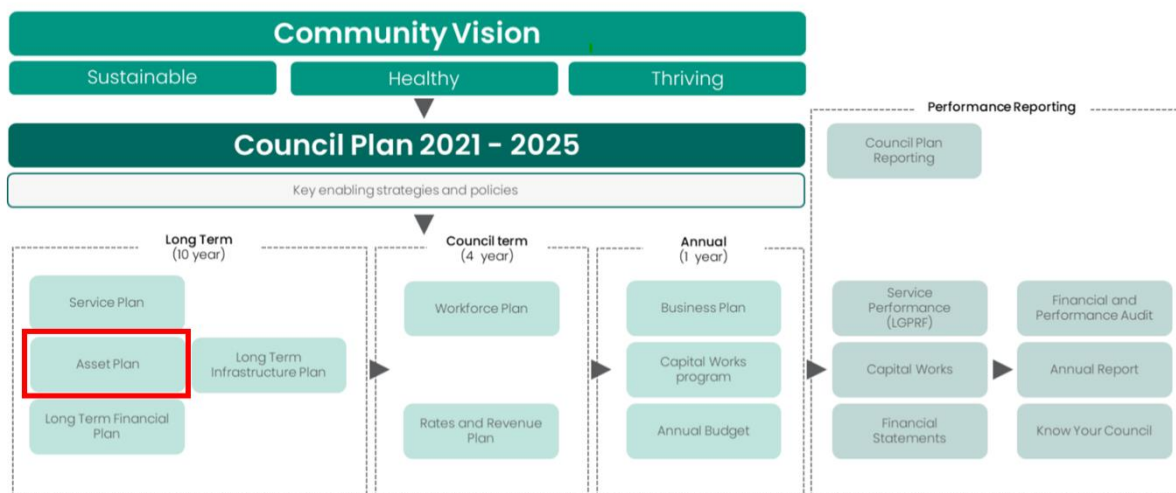 Community Vision
Sustainable
Healthy
Thriving
Council Plan 2021 - 2025
Key enabling strategies and policies
Performance Reporting
Council Plan
Reporting
Long Term
(10 year)
Service Plan
Asset Plan
Long Term
Infrastructure Plan
Long Term Financial
Plan
Council term
(4 year)
Workforce Plan
Rates and Revenue
Plan
Annual
(1 year)
Business Plan
Capital Works
program
Annual Budget
Service
Performance
(LGPRF)
Capital Works
Financial
Statements
Financial and
Performance Audit
Annual Report
Know Your Council